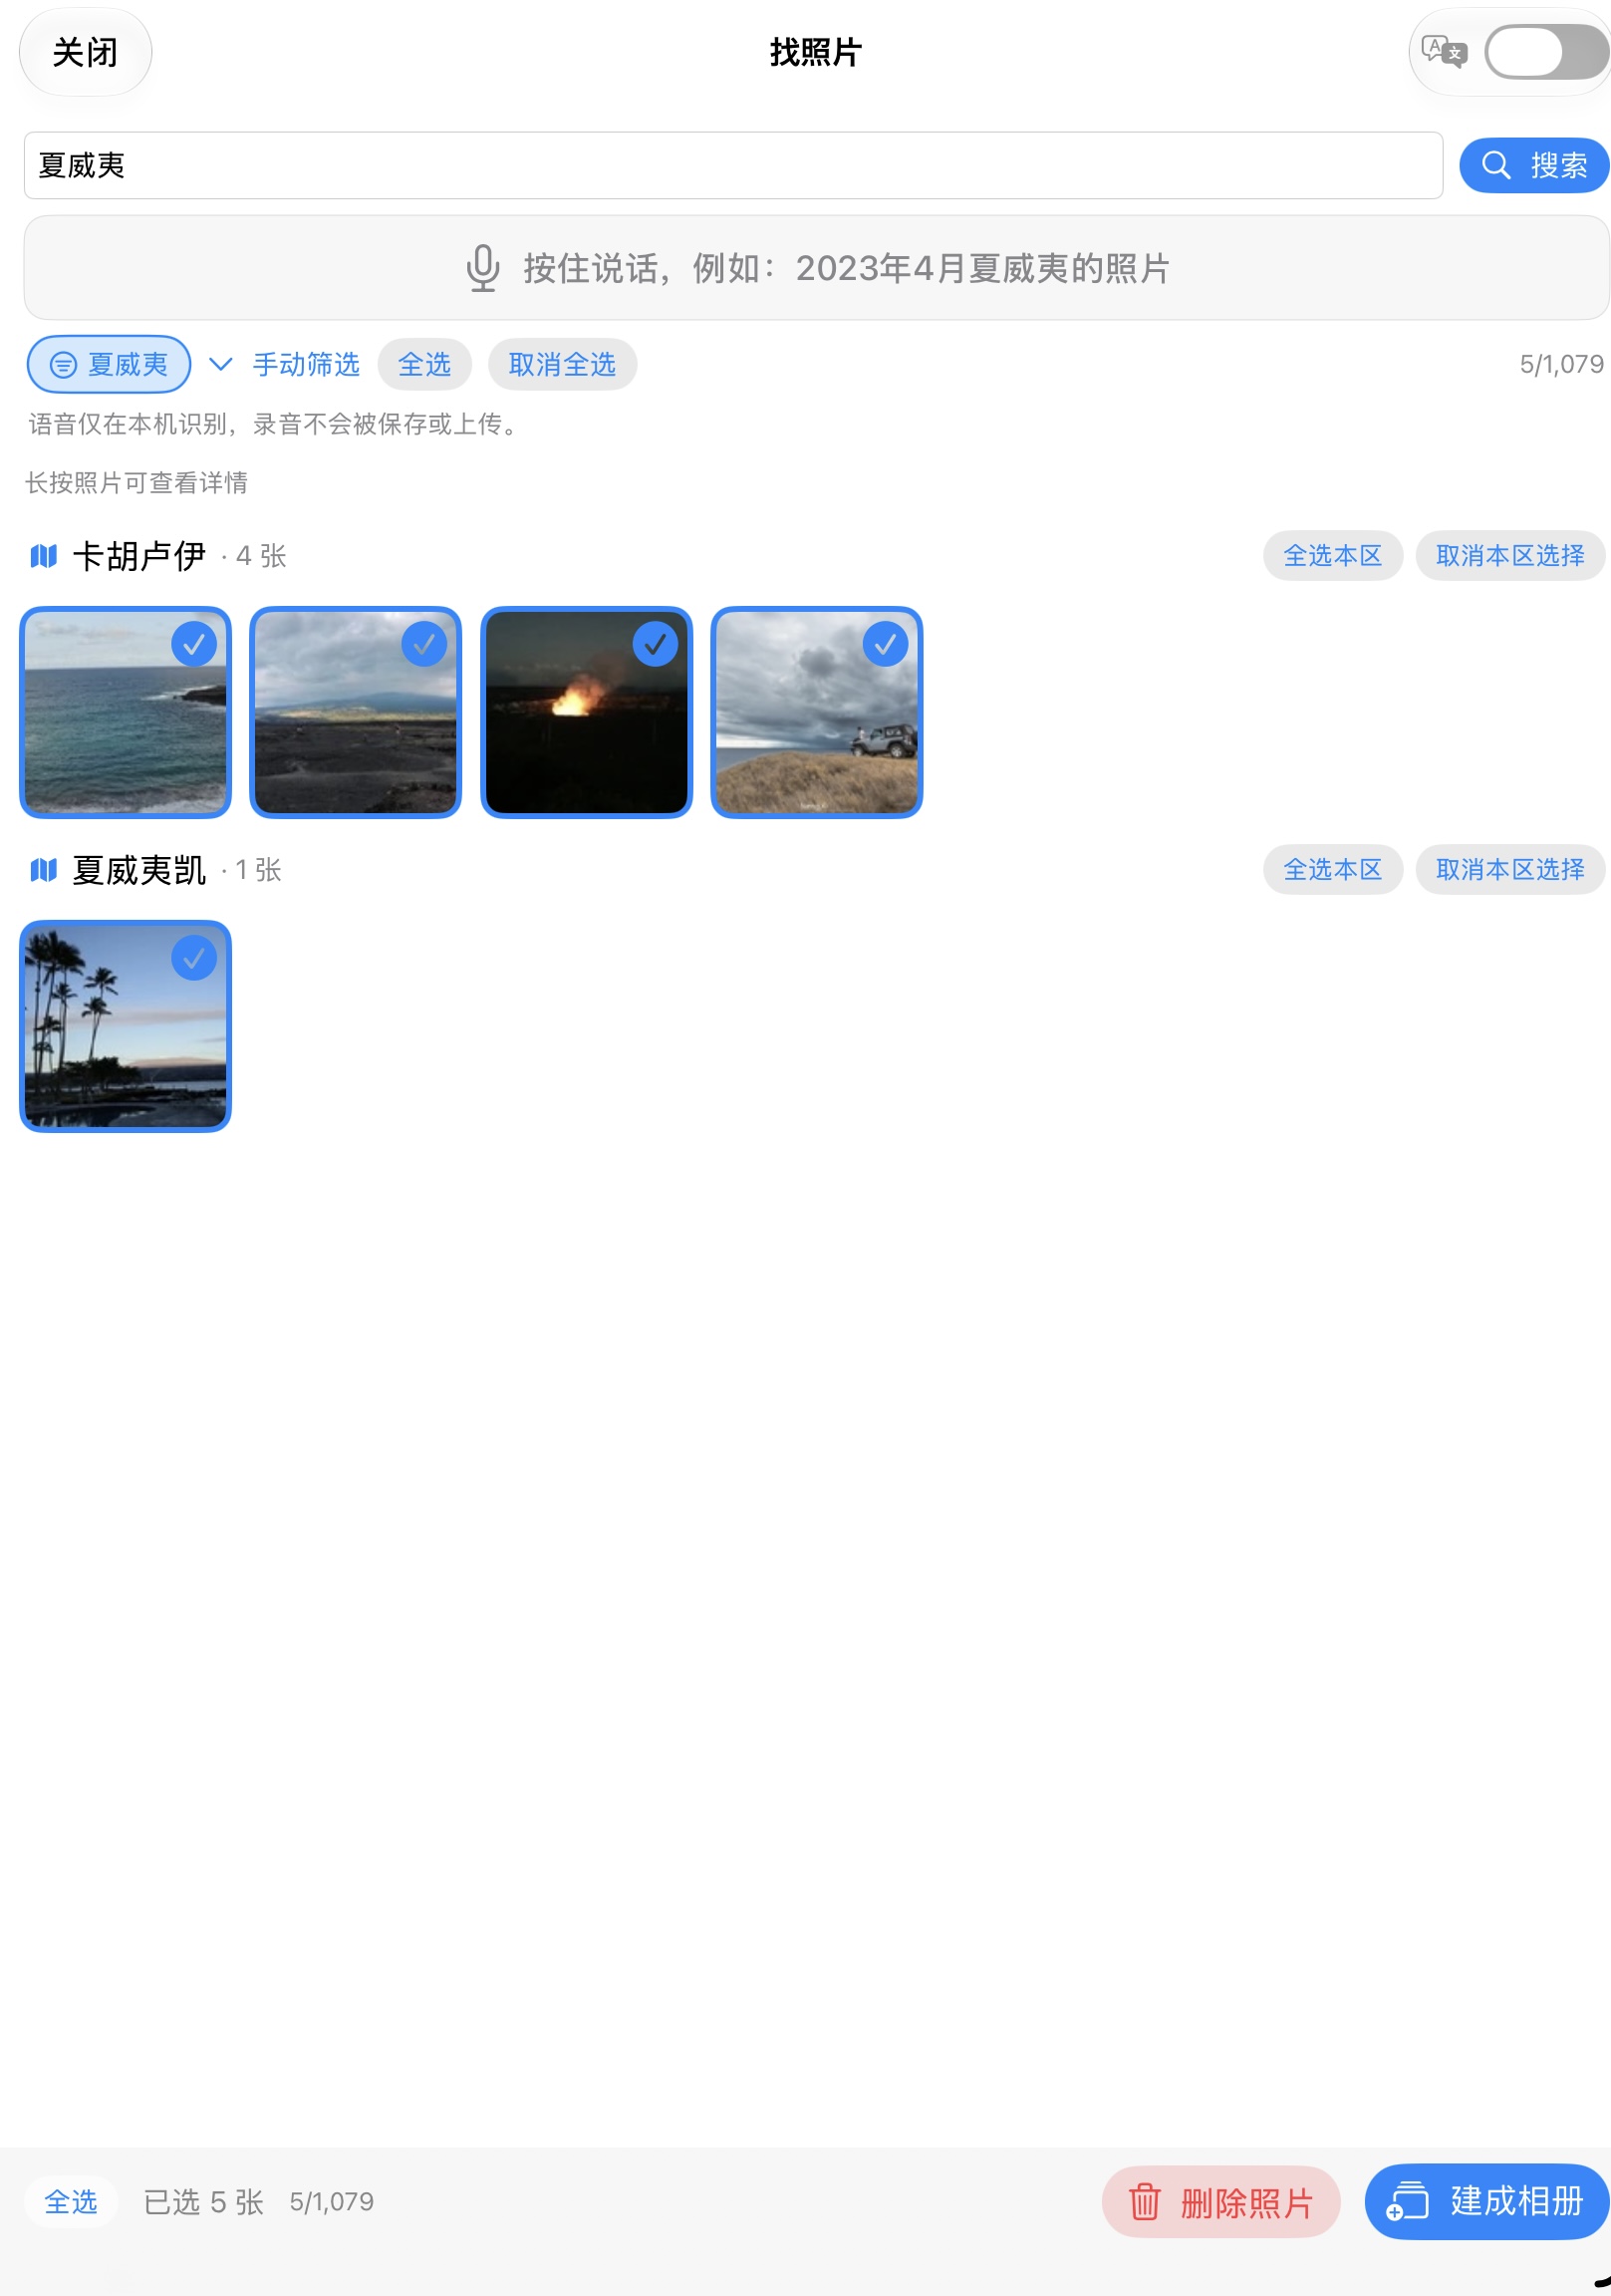 关闭
找照片
A 文
夏威夷
搜索
按住说话，例如：2023年4月夏威夷的照片
夏威夷 手动筛选 全选 取消全选 5/1,079
语音仅在本机识别，录音不会被保存或上传。
长按照片可查看详情
卡胡卢伊 · 4 张 全选本区 取消本区选择
夏威夷凯 · 1 张 全选本区 取消本区选择
全选 已选 5 张 5/1,079 删除照片 建成相册